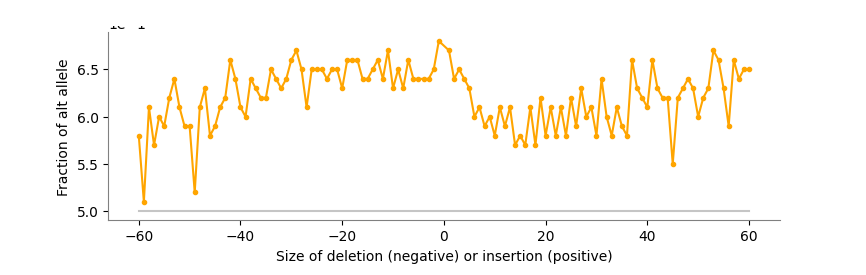 6.5
6.0
5.5
5.0
Fraction of alt allele
−60 −40 −20 0 20 40 60
Size of deletion (negative) or insertion (positive)